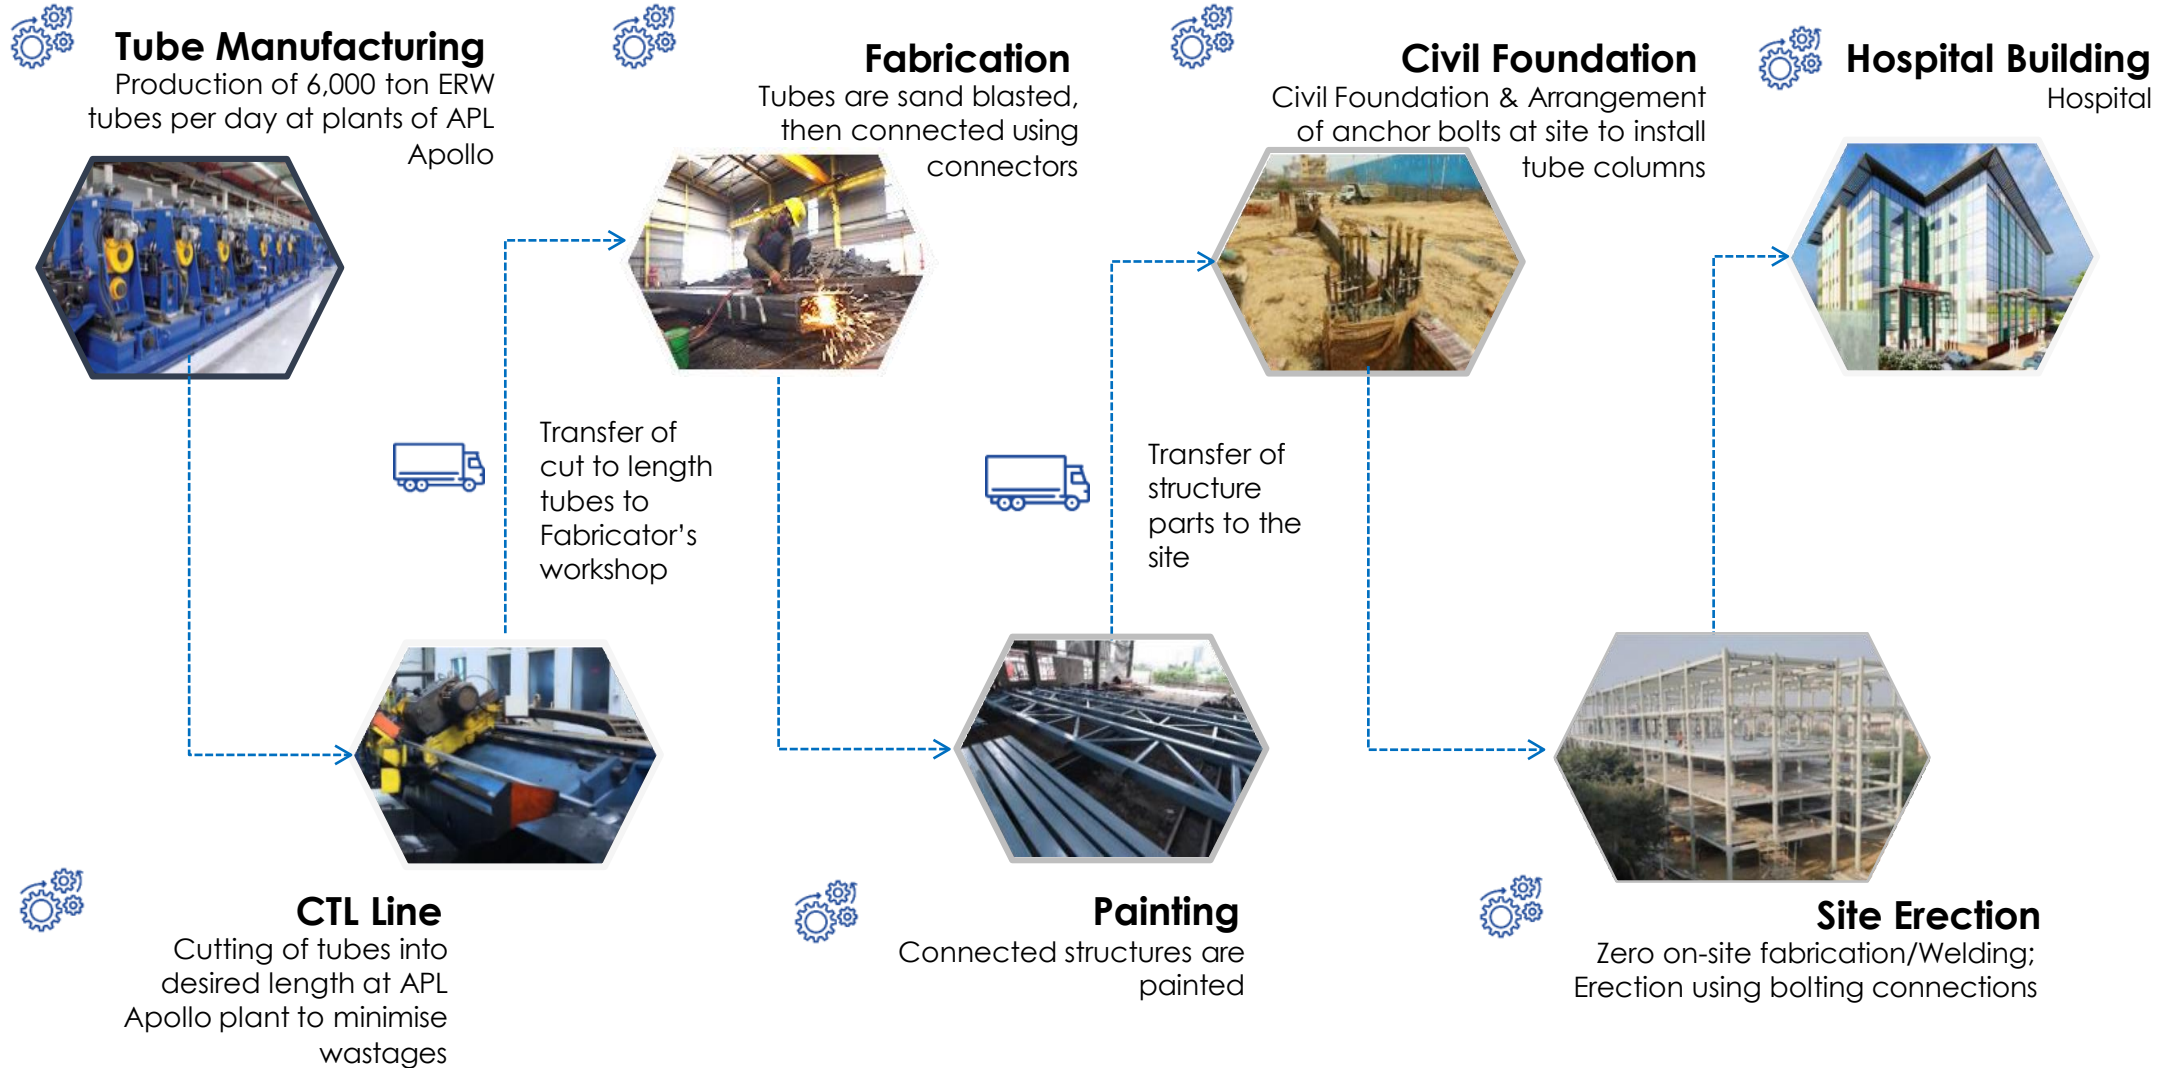 Tube Manufacturing
Production of 6,000 ton ERW
tubes per day at plants of APL
Apollo
Fabrication
Tubes are sand blasted,
then connected using
connectors
Civil Foundation
Civil Foundation & Arrangement
of anchor bolts at site to install
tube columns
Hospital Building
Hospital
Transfer of
cut to length
tubes to
Fabricator’s
workshop
Transfer of
structure
parts to the
site
CTL Line
Cutting of tubes into
desired length at APL
Apollo plant to minimise
wastages
Painting
Connected structures are
painted
Site Erection
Zero on-site fabrication/Welding;
Erection using bolting connections